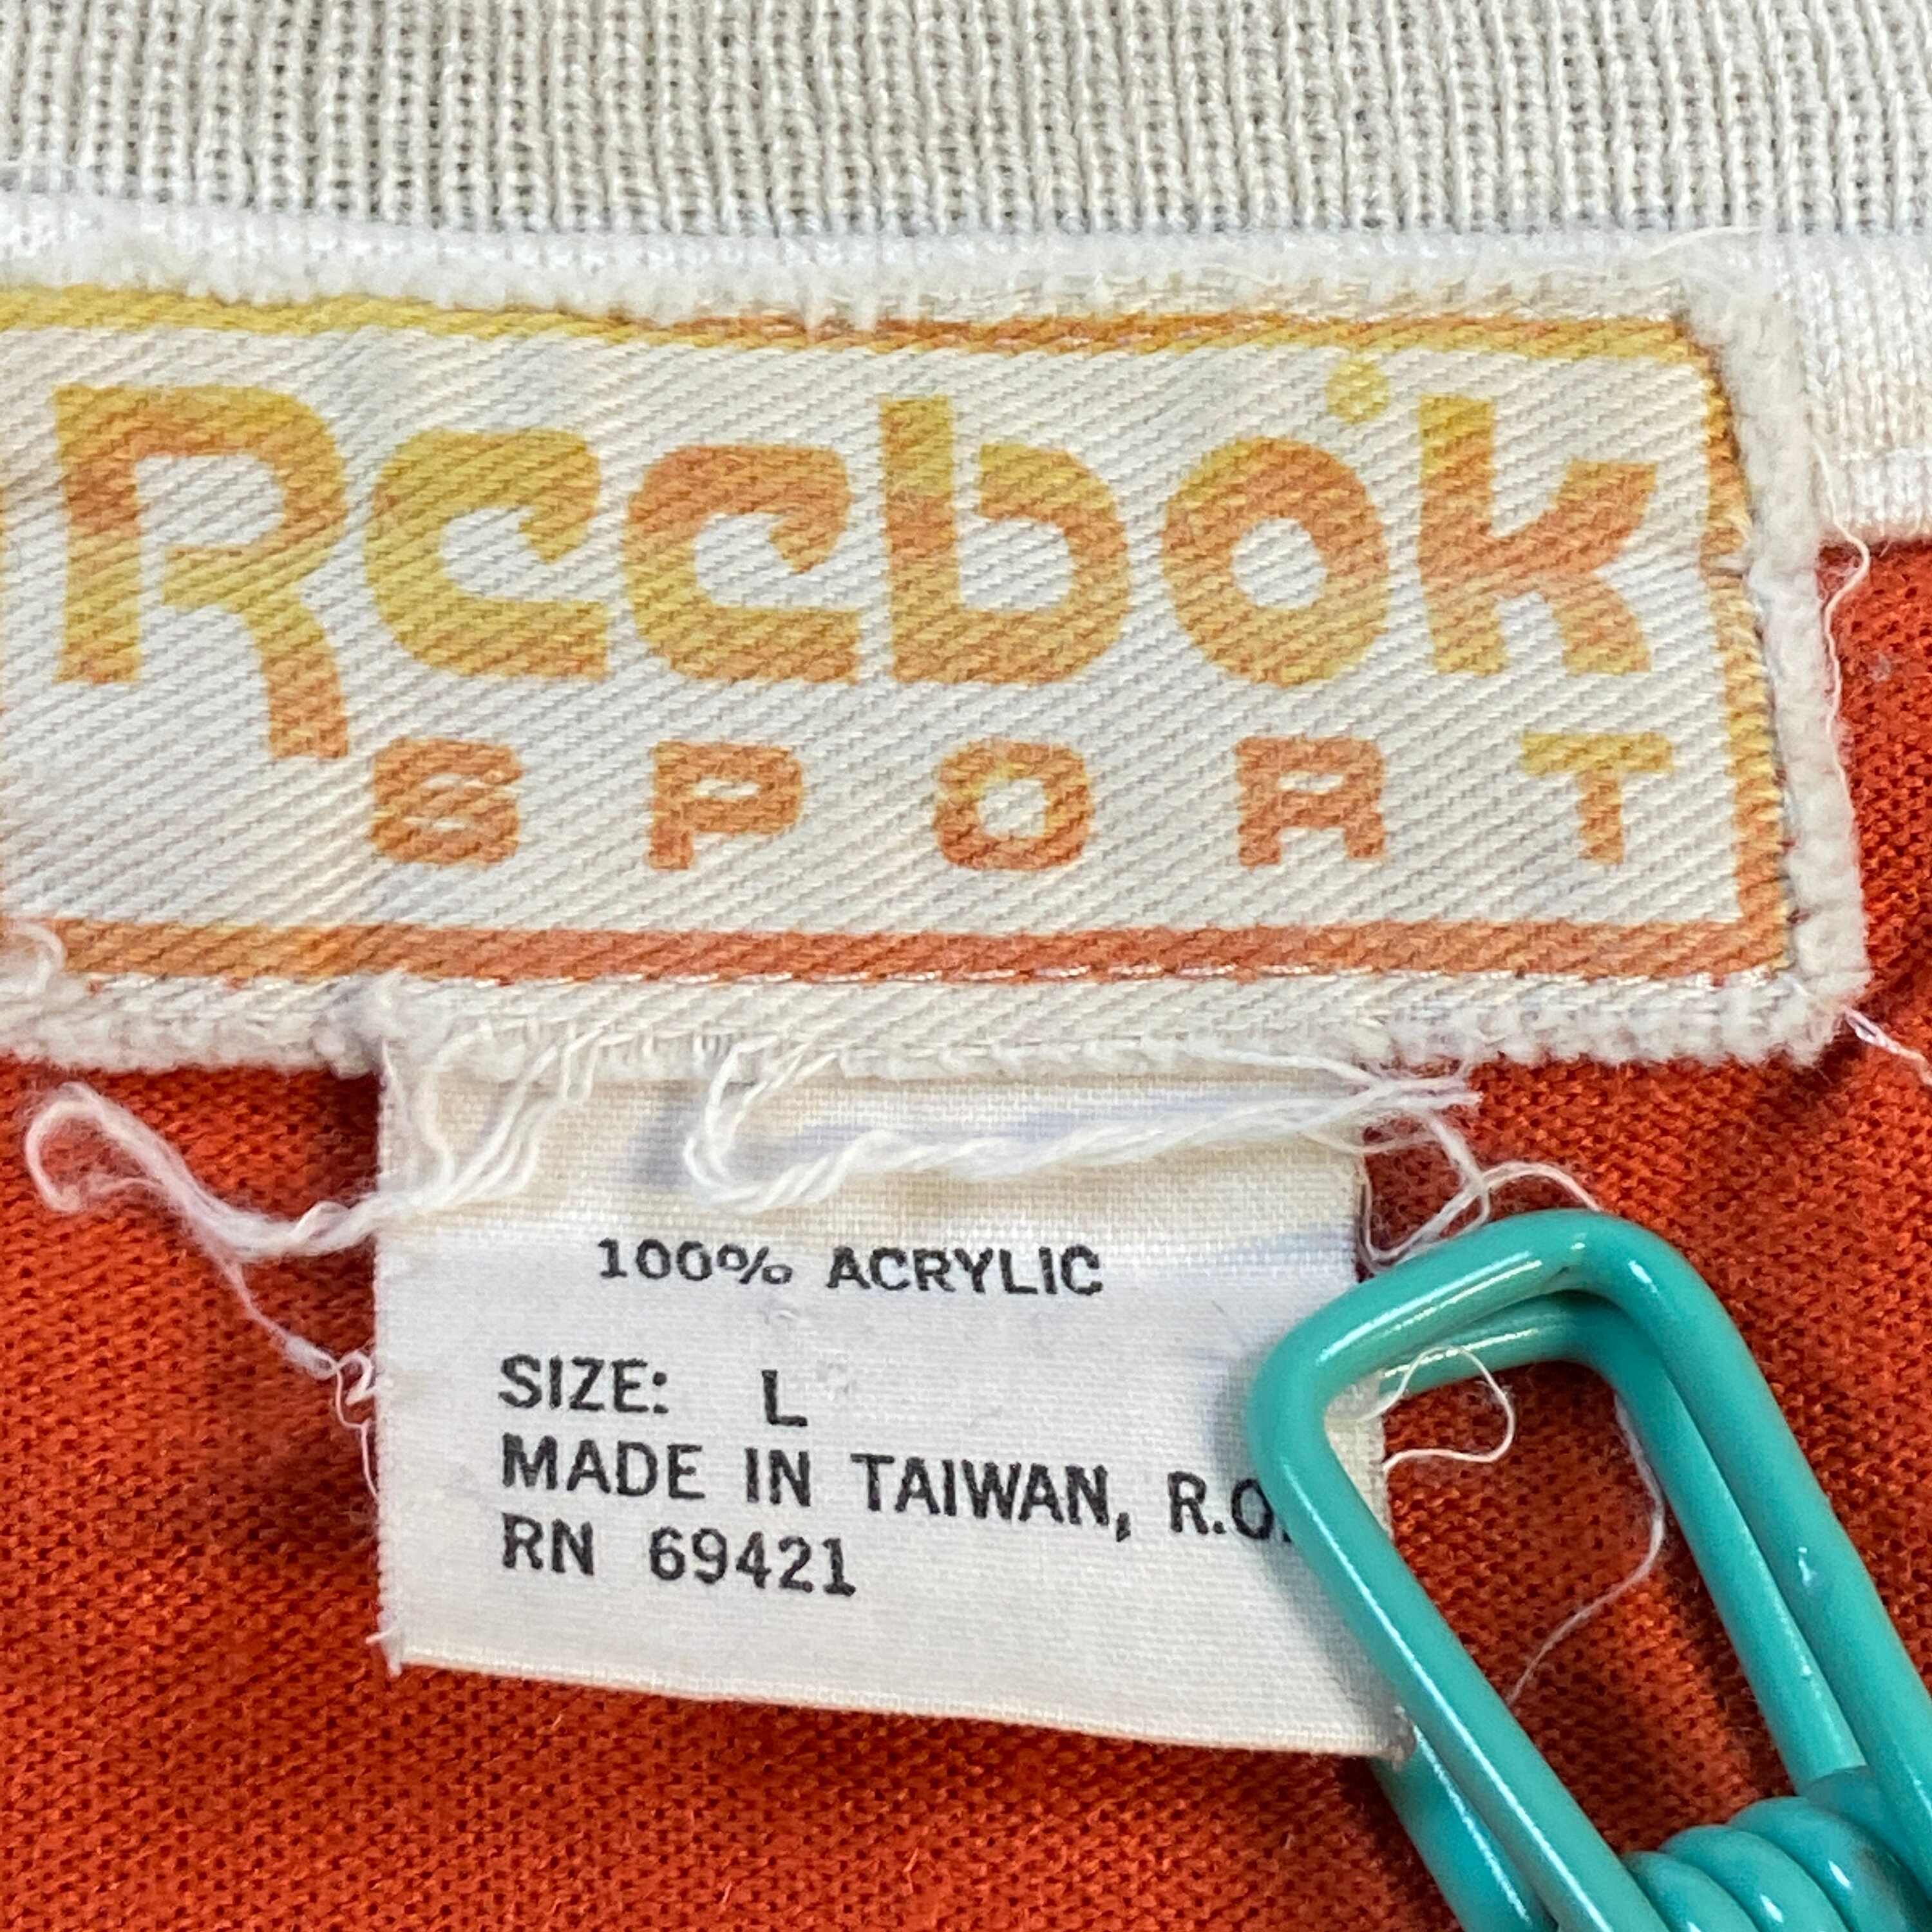 Reebok
SPORT
100% ACRYLIC
SIZE: L
MADE IN TAIWAN, R.O.
RN 69421